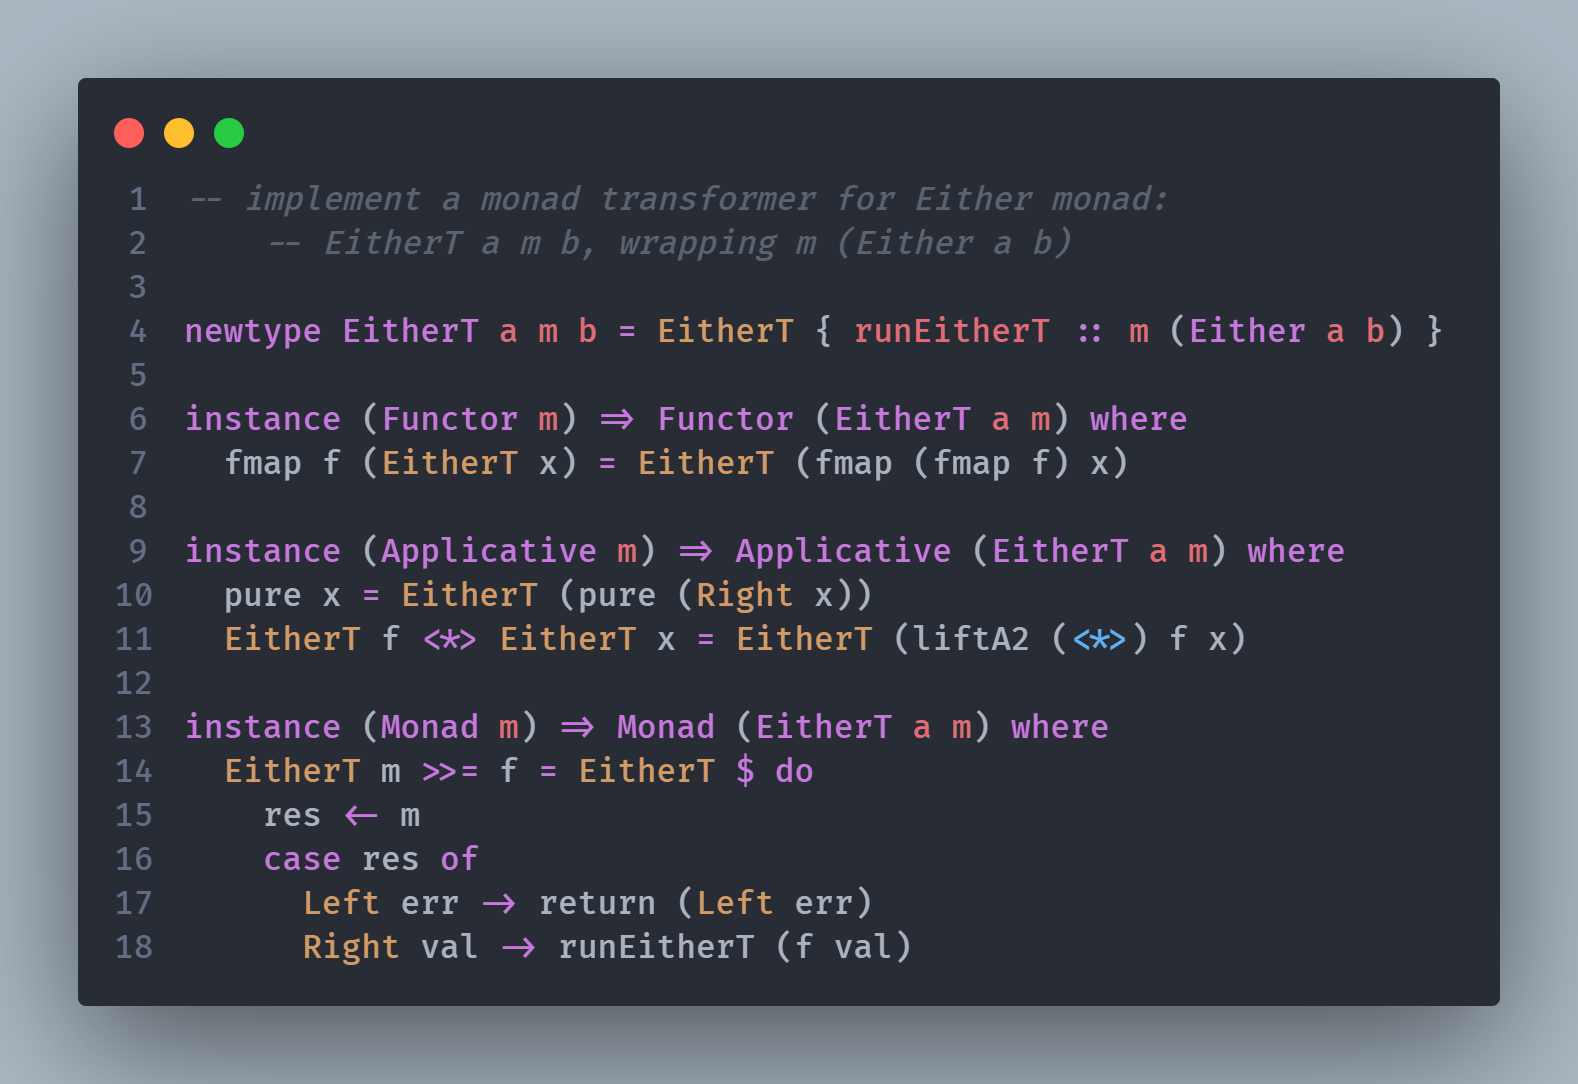 1 -- implement a monad transformer for Either monad:
2     -- EitherT a m b, wrapping m (Either a b)
3
4 newtype EitherT a m b = EitherT { runEitherT :: m (Either a b) }
5
6 instance (Functor m) => Functor (EitherT a m) where
7   fmap f (EitherT x) = EitherT (fmap (fmap f) x)
8
9 instance (Applicative m) => Applicative (EitherT a m) where
10   pure x = EitherT (pure (Right x))
11   EitherT f <*> EitherT x = EitherT (liftA2 (<*>) f x)
12
13 instance (Monad m) => Monad (EitherT a m) where
14   EitherT m >>= f = EitherT $ do
15     res <- m
16     case res of
17       Left err -> return (Left err)
18       Right val -> runEitherT (f val)